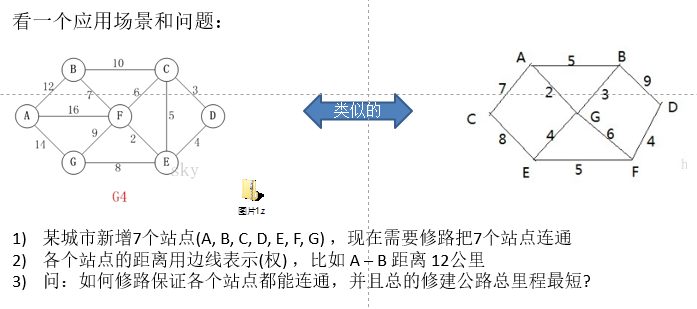 看一个应用场景和问题：
B 10 C
12 7 6 3
A 16 F 5 D
14 9 2 4
G 8 E
sky
G4
类似的
图片1.z
A 5 B
7 2 3 9
C G D
8 4 6 4
E 5 F
h
1) 某城市新增7个站点(A, B, C, D, E, F, G)，现在需要修路把7个站点连通
2) 各个站点的距离用边线表示(权)，比如 A – B 距离 12公里
3) 问：如何修路保证各个站点都能连通，并且总的修建公路总里程最短?